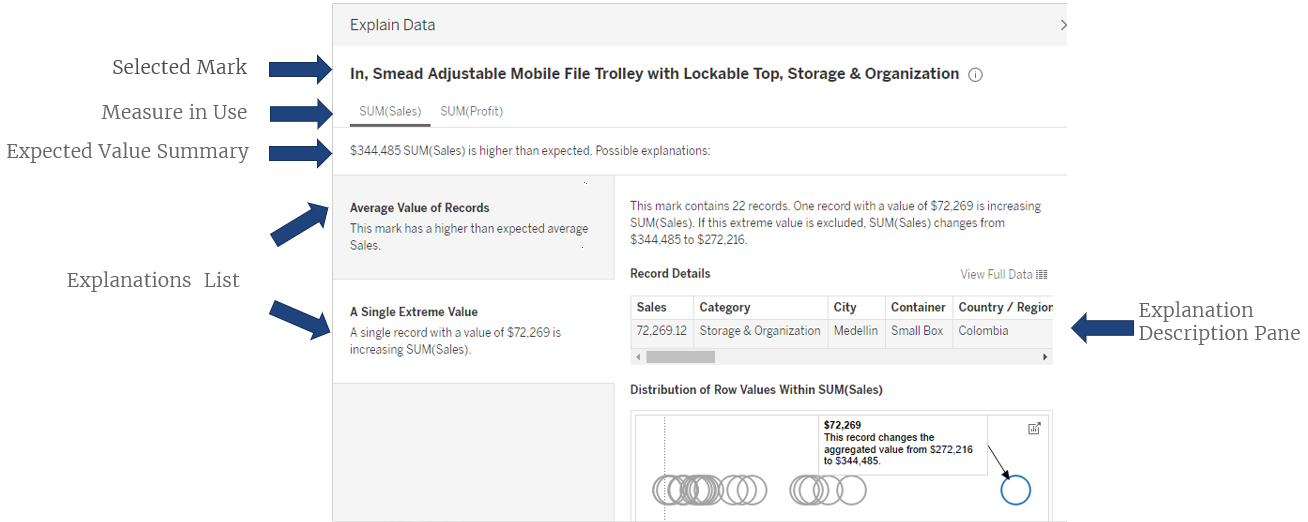 Explain Data
Selected Mark
In, Smead Adjustable Mobile File Trolley with Lockable Top, Storage & Organization
Measure in Use
SUM(Sales) SUM(Profit)
Expected Value Summary
$344,485 SUM(Sales) is higher than expected. Possible explanations:
Explanations List
Average Value of Records
This mark has a higher than expected average
Sales.
A Single Extreme Value
A single record with a value of $72,269 is
increasing SUM(Sales).
This mark contains 22 records. One record with a value of $72,269 is increasing
SUM(Sales). If this extreme value is excluded, SUM(Sales) changes from
$344,485 to $272,216.
Record Details
View Full Data
Sales Category City Container Country / Region
72,269.12 Storage & Organization Medellin Small Box Colombia
Explanation
Description Pane
Distribution of Row Values Within SUM(Sales)
$72,269
This record changes the
aggregated value from $272,216
to $344,485.